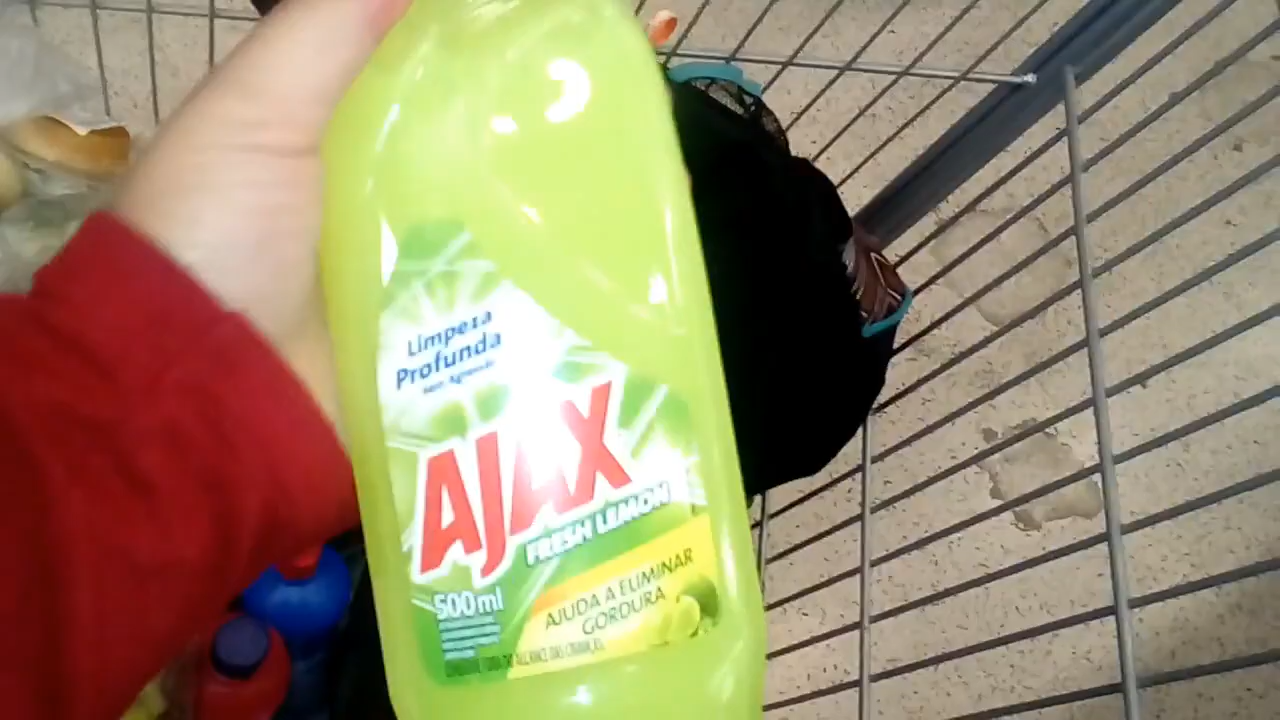 Limpeza
Profunda
AJAX
FRESH LEMON
500ml
AJUDA A ELIMINAR
GORDURA